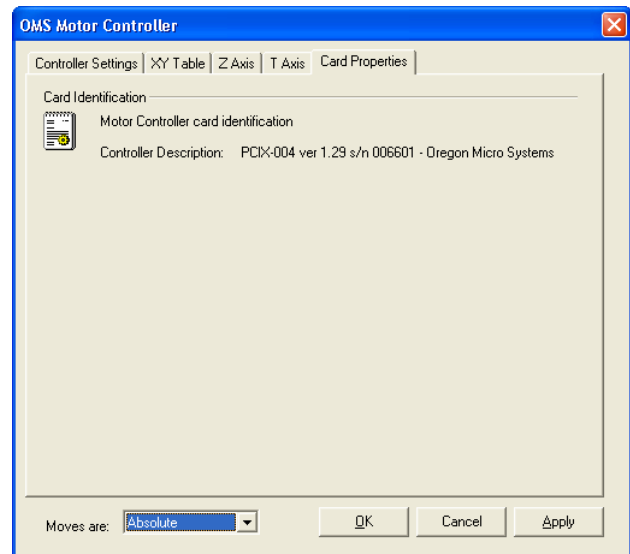 OMS Motor Controller
Controller Settings XY Table Z Axis T Axis Card Properties
Card Identification
Motor Controller card identification
Controller Description: PCIX-004 ver 1.29 s/n 006601 - Oregon Micro Systems
Moves are: Absolute OK Cancel Apply